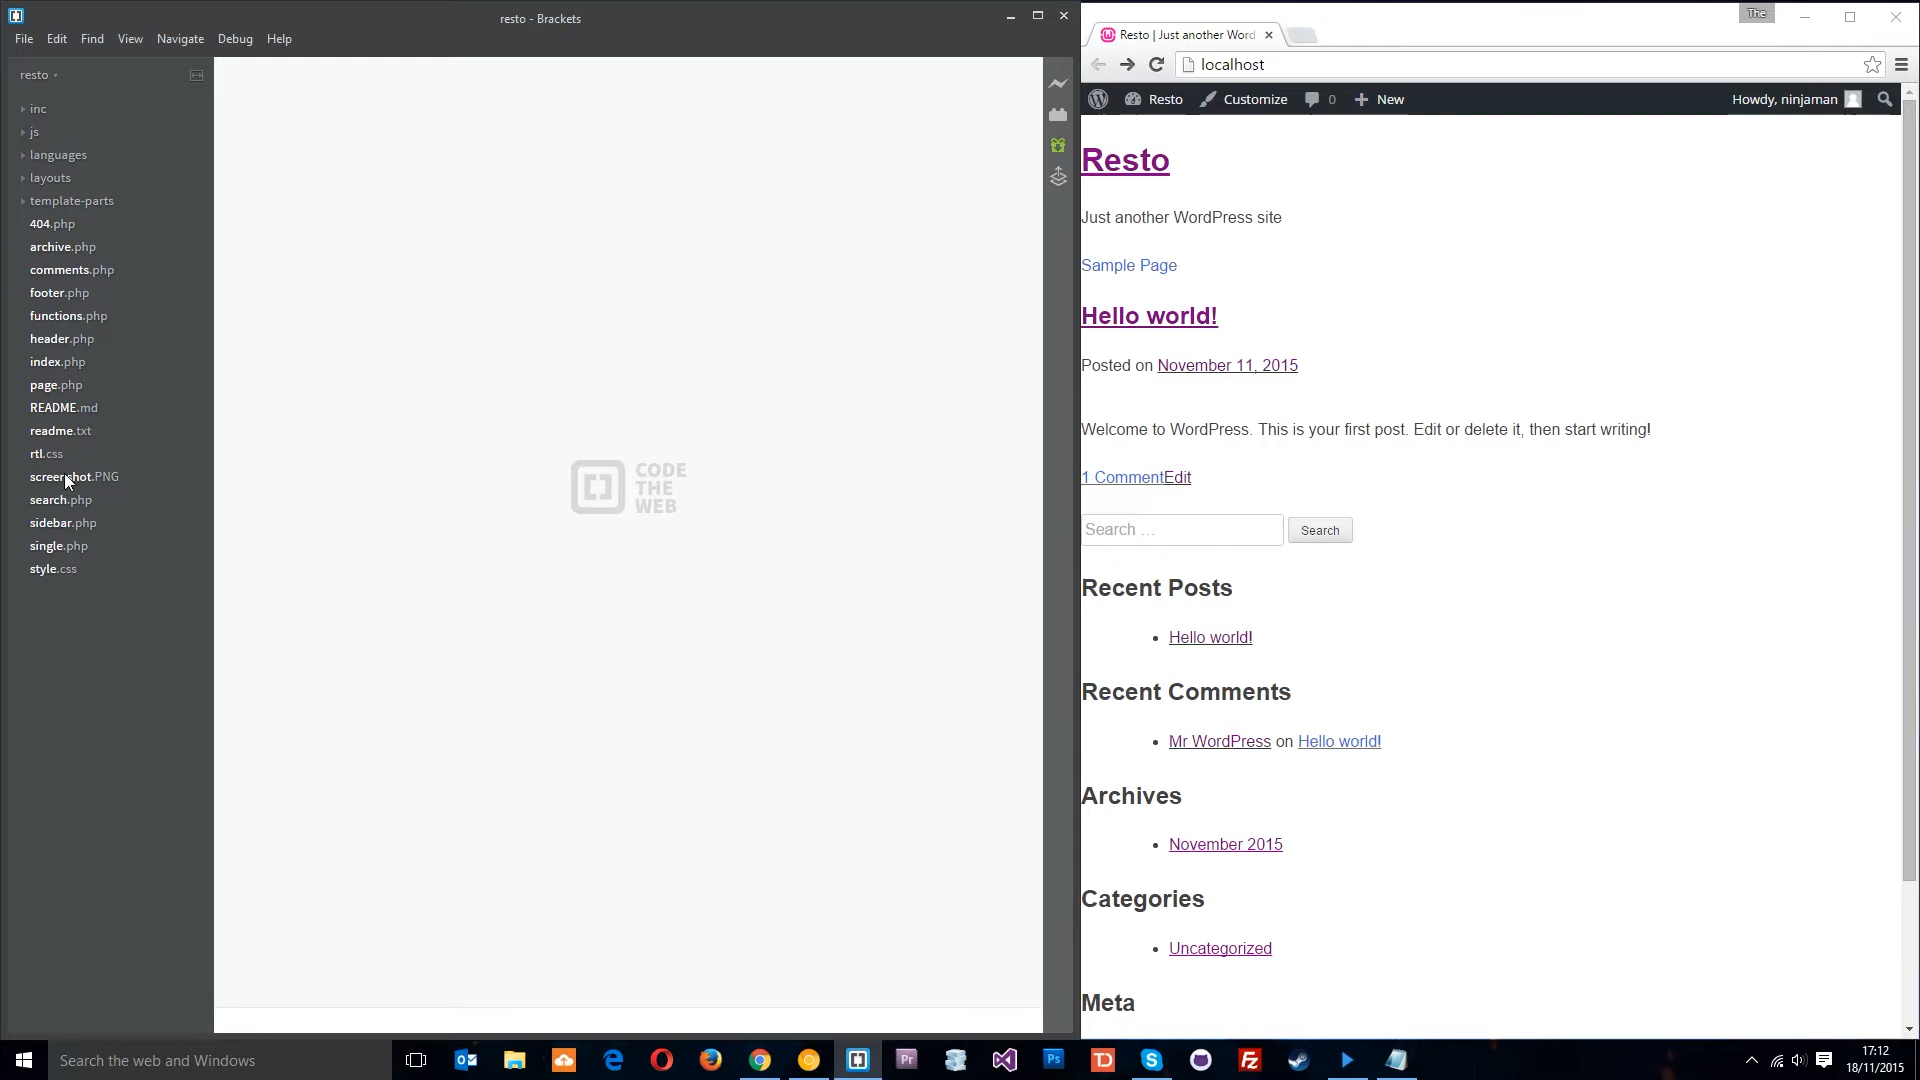 resto - Brackets
File Edit Find View Navigate Debug Help
resto
inc
js
languages
layouts
template-parts
404.php
archive.php
comments.php
footer.php
functions.php
header.php
index.php
page.php
README.md
readme.txt
rtl.css
screenshot.PNG
search.php
sidebar.php
single.php
style.css
CODE
THE
WEB
The
Resto | Just another Word
localhost
Resto Customize 0 New Howdy, ninjaman
Resto
Just another WordPress site
Sample Page
Hello world!
Posted on November 11, 2015
Welcome to WordPress. This is your first post. Edit or delete it, then start writing!
1 CommentEdit
Search … Search
Recent Posts
Hello world!
Recent Comments
Mr WordPress on Hello world!
Archives
November 2015
Categories
Uncategorized
Meta
Search the web and Windows
17:12
18/11/2015